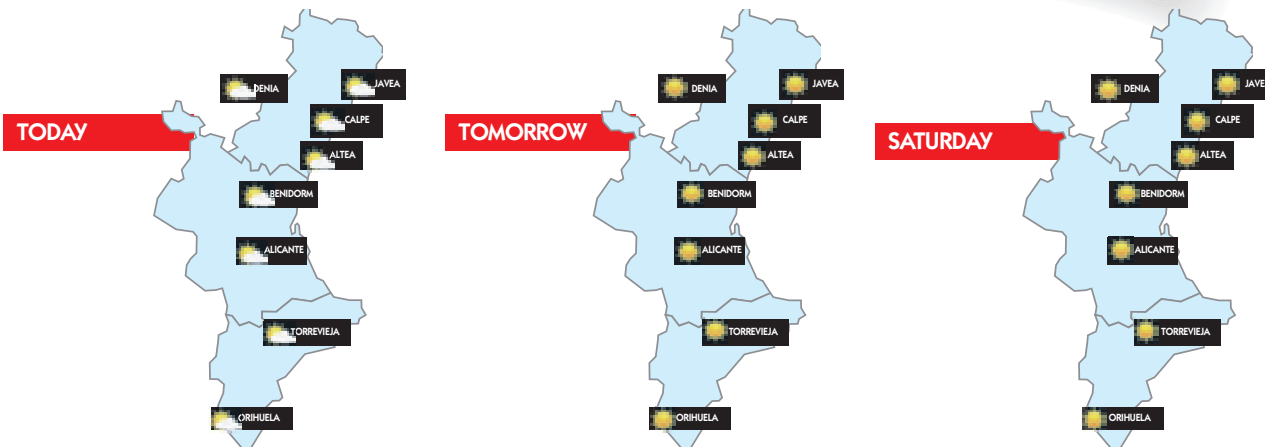 TODAY
DENIA
JAVEA
CALPE
ALTEA
BENIDORM
ALICANTE
TORREVIEJA
ORIHUELA
TOMORROW
DENIA
JAVEA
CALPE
ALTEA
BENIDORM
ALICANTE
TORREVIEJA
ORIHUELA
SATURDAY
DENIA
JAVE
CALPE
ALTEA
BENIDORM
ALICANTE
TORREVIEJA
ORIHUELA